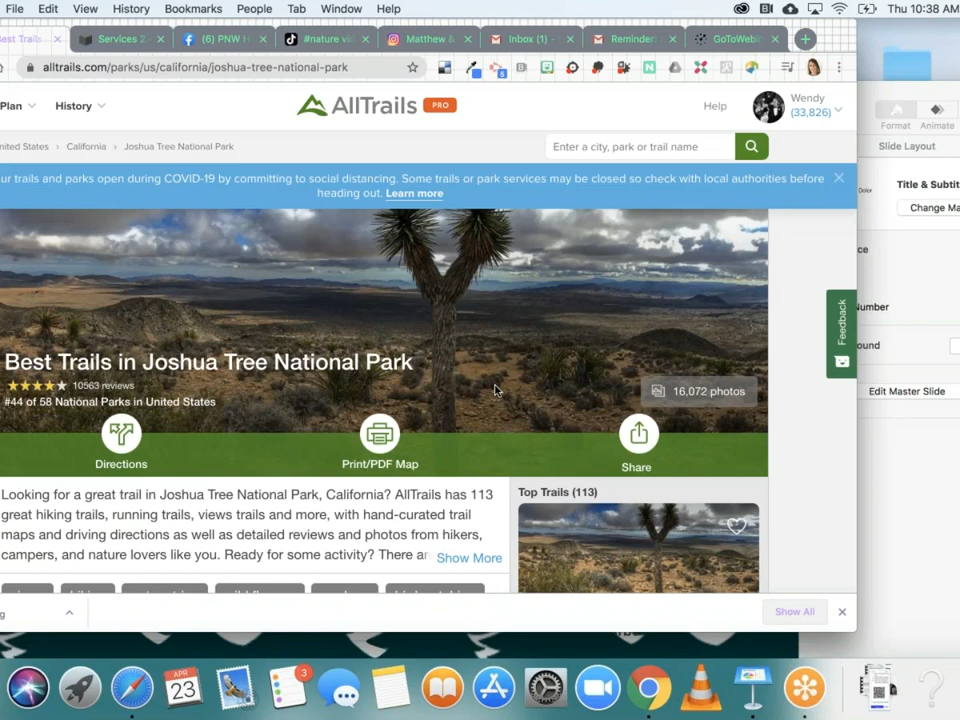 File Edit View History Bookmarks People Tab Window Help Thu 10:38 AM
Best Trails Services 2 (6) PNW H #nature vi Matthew & Inbox (1) - Reminder: GoToWebin
alltrails.com/parks/us/california/joshua-tree-national-park
Plan History AllTrails PRO Help Wendy
(33,826)
Format Animate
United States › California › Joshua Tree National Park Enter a city, park or trail name
Slide Layout
ur trails and parks open during COVID-19 by committing to social distancing. Some trails or park services may be closed so check with local authorities before
heading out. Learn more
Color
Title & Subtit
Change Ma
ce
Number
ound
Edit Master Slide
Feedback
Best Trails in Joshua Tree National Park
10563 reviews
16,072 photos
#44 of 58 National Parks in United States
Directions Print/PDF Map Share
Looking for a great trail in Joshua Tree National Park, California? AllTrails has 113
great hiking trails, running trails, views trails and more, with hand-curated trail
maps and driving directions as well as detailed reviews and photos from hikers,
campers, and nature lovers like you. Ready for some activity? There ar Show More
Top Trails (113)
g
Show All
3
APR
23